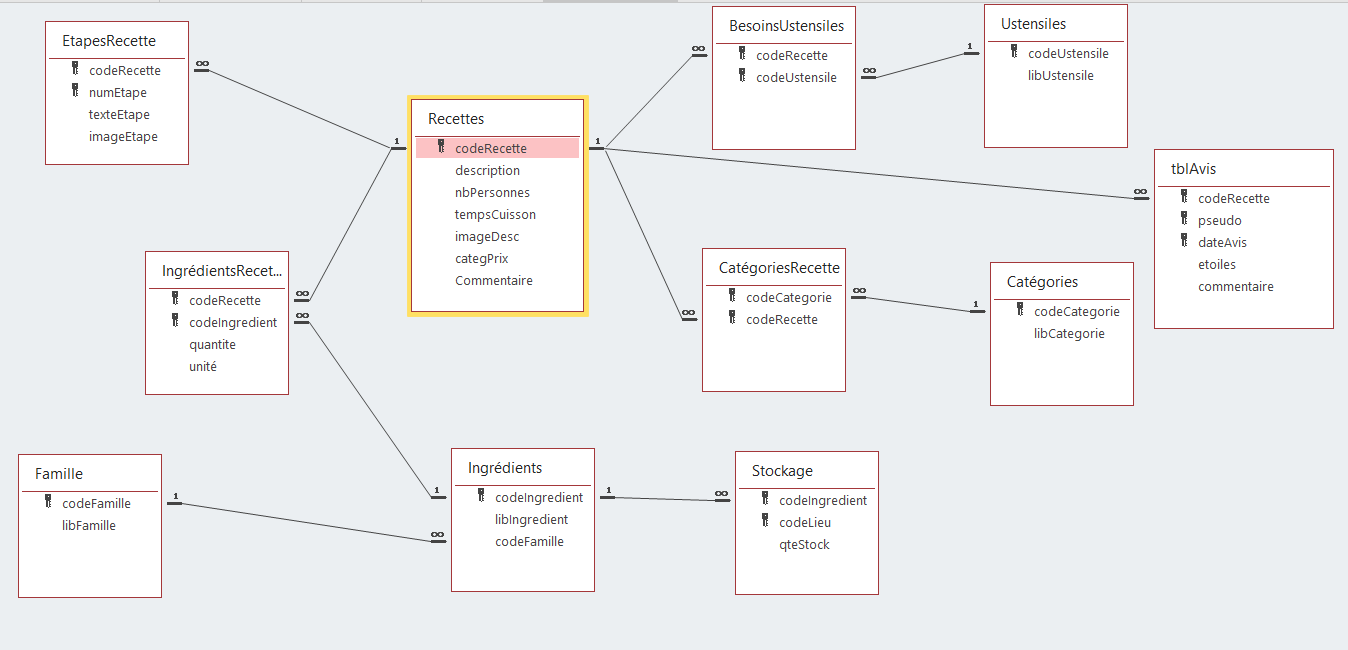 EtapesRecette
codeRecette
numEtape
texteEtape
imageEtape
Recettes
codeRecette
description
nbPersonnes
tempsCuisson
imageDesc
categPrix
Commentaire
BesoinsUstensiles
codeRecette
codeUstensile
Ustensiles
codeUstensile
libUstensile
tblAvis
codeRecette
pseudo
dateAvis
etoiles
commentaire
IngrédientsRecet...
codeRecette
codeIngredient
quantite
unité
CatégoriesRecette
codeCategorie
codeRecette
Catégories
codeCategorie
libCategorie
Famille
codeFamille
libFamille
Ingrédients
codeIngredient
libIngredient
codeFamille
Stockage
codeIngredient
codeLieu
qteStock
∞
1
∞
∞
1
∞
1
∞
∞
∞
1
1
∞
1
1
∞